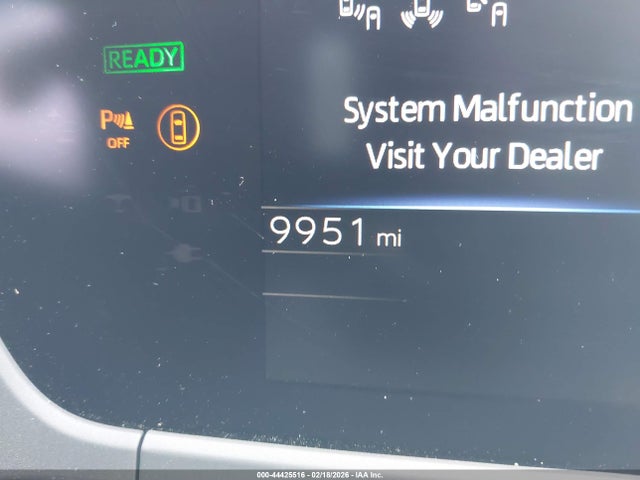 READY
P
OFF
System Malfunction
Visit Your Dealer
9951 mi
000-44425516 - 02/18/2026 - IAA Inc.